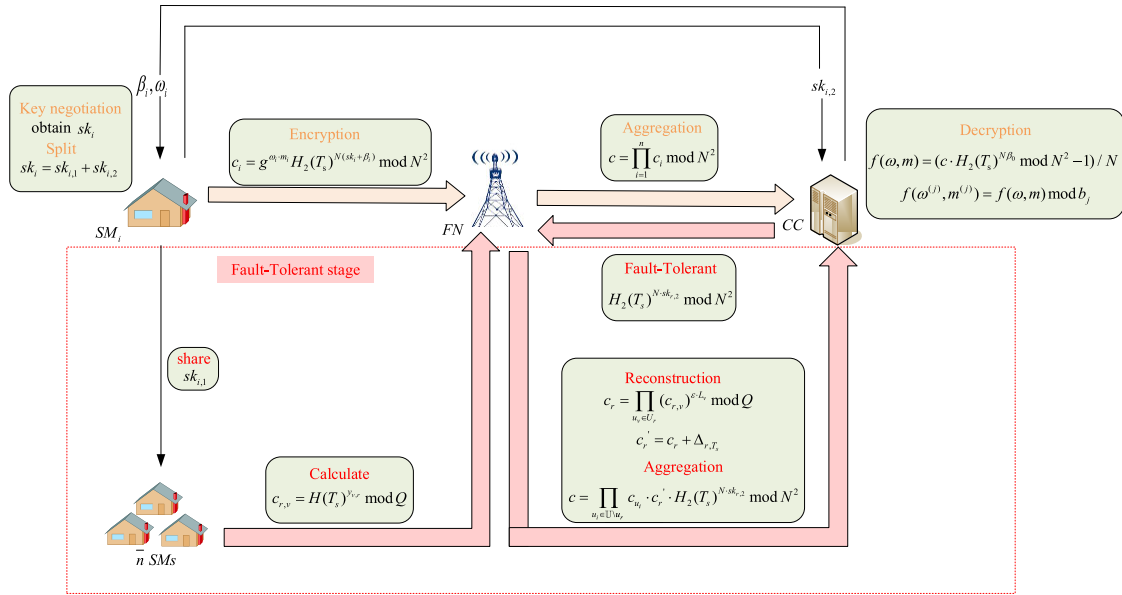 β_i, ω_i
sk_{i,2}
Key negotiation
obtain sk_i
Split
sk_i = sk_{i,1} + sk_{i,2}
Encryption
c_i = g^{ω_i·m_i} H_2(T_s)^{N(sk_i+β_i)} mod N^2
Aggregation
c = ∏_{i=1}^{n} c_i mod N^2
Decryption
f(ω,m) = (c·H_2(T_s)^{Nβ_0} mod N^2 −1) / N
f(ω^{(j)}, m^{(j)}) = f(ω,m) mod b_j
SM_i
FN
CC
Fault-Tolerant stage
Fault-Tolerant
H_2(T_s)^{N·sk_{r,2}} mod N^2
share
sk_{i,1}
Reconstruction
c_r = ∏_{u_v∈U_r} (c_{r,v})^{ε·L_v} mod Q
c_r' = c_r + Δ_{r,T_s}
Aggregation
c = ∏_{u_i∈𝕌\u_r} c_{u_i} · c_r' · H_2(T_s)^{N·sk_{r,2}} mod N^2
Calculate
c_{r,v} = H(T_s)^{y_{v,r}} mod Q
n̅ SMs